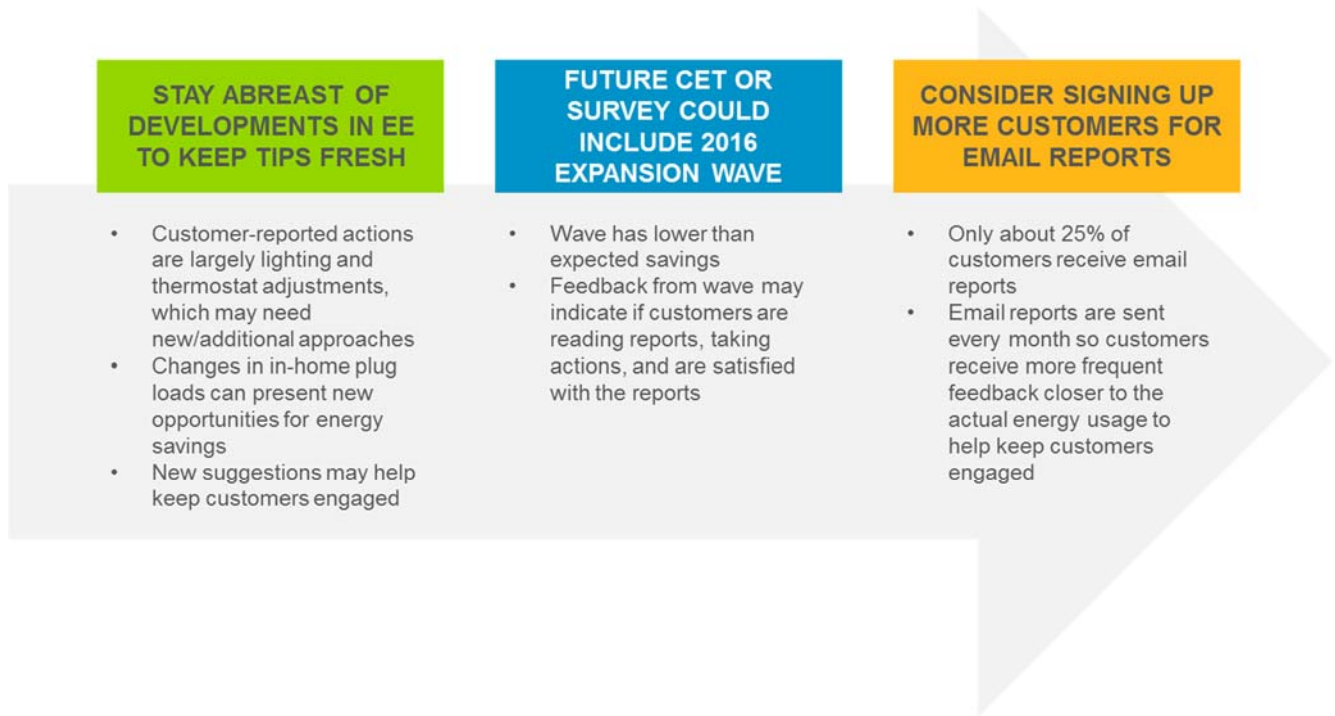 STAY ABREAST OF
DEVELOPMENTS IN EE
TO KEEP TIPS FRESH
• Customer-reported actions
are largely lighting and
thermostat adjustments,
which may need
new/additional approaches
• Changes in in-home plug
loads can present new
opportunities for energy
savings
• New suggestions may help
keep customers engaged
FUTURE CET OR
SURVEY COULD
INCLUDE 2016
EXPANSION WAVE
• Wave has lower than
expected savings
• Feedback from wave may
indicate if customers are
reading reports, taking
actions, and are satisfied
with the reports
CONSIDER SIGNING UP
MORE CUSTOMERS FOR
EMAIL REPORTS
• Only about 25% of
customers receive email
reports
• Email reports are sent
every month so customers
receive more frequent
feedback closer to the
actual energy usage to
help keep customers
engaged